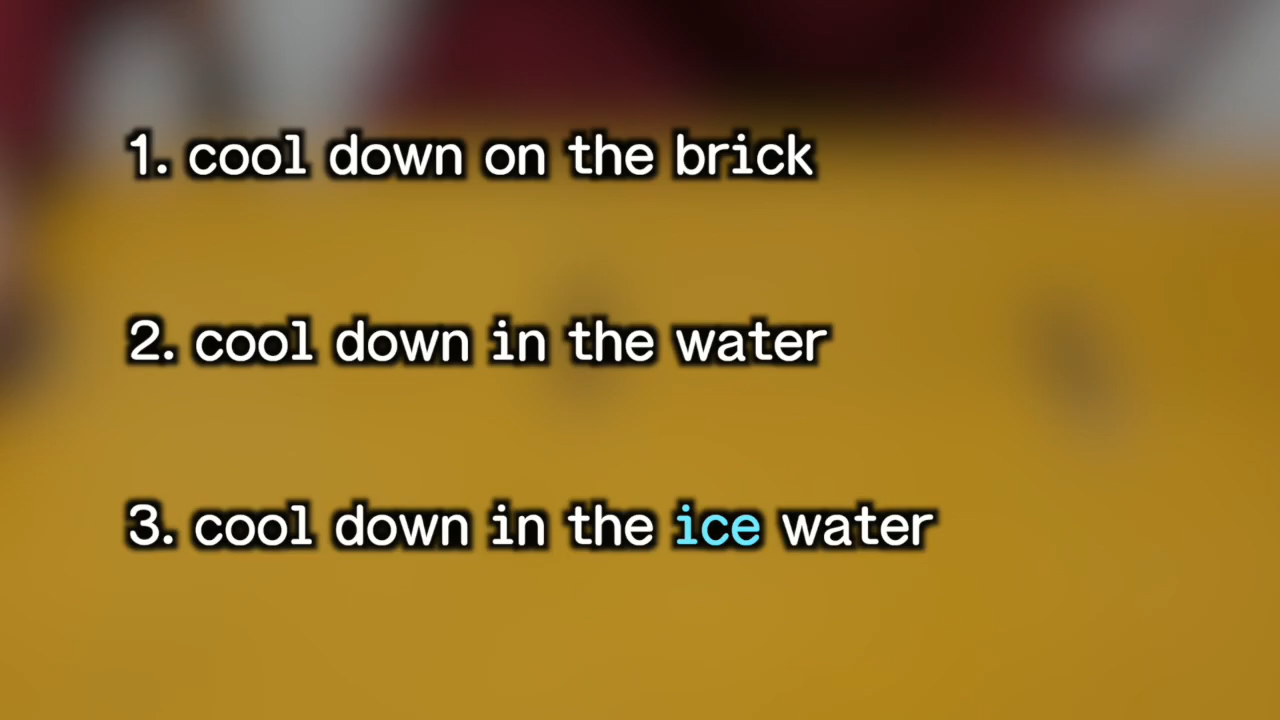 1. cool down on the brick
2. cool down in the water
3. cool down in the ice water